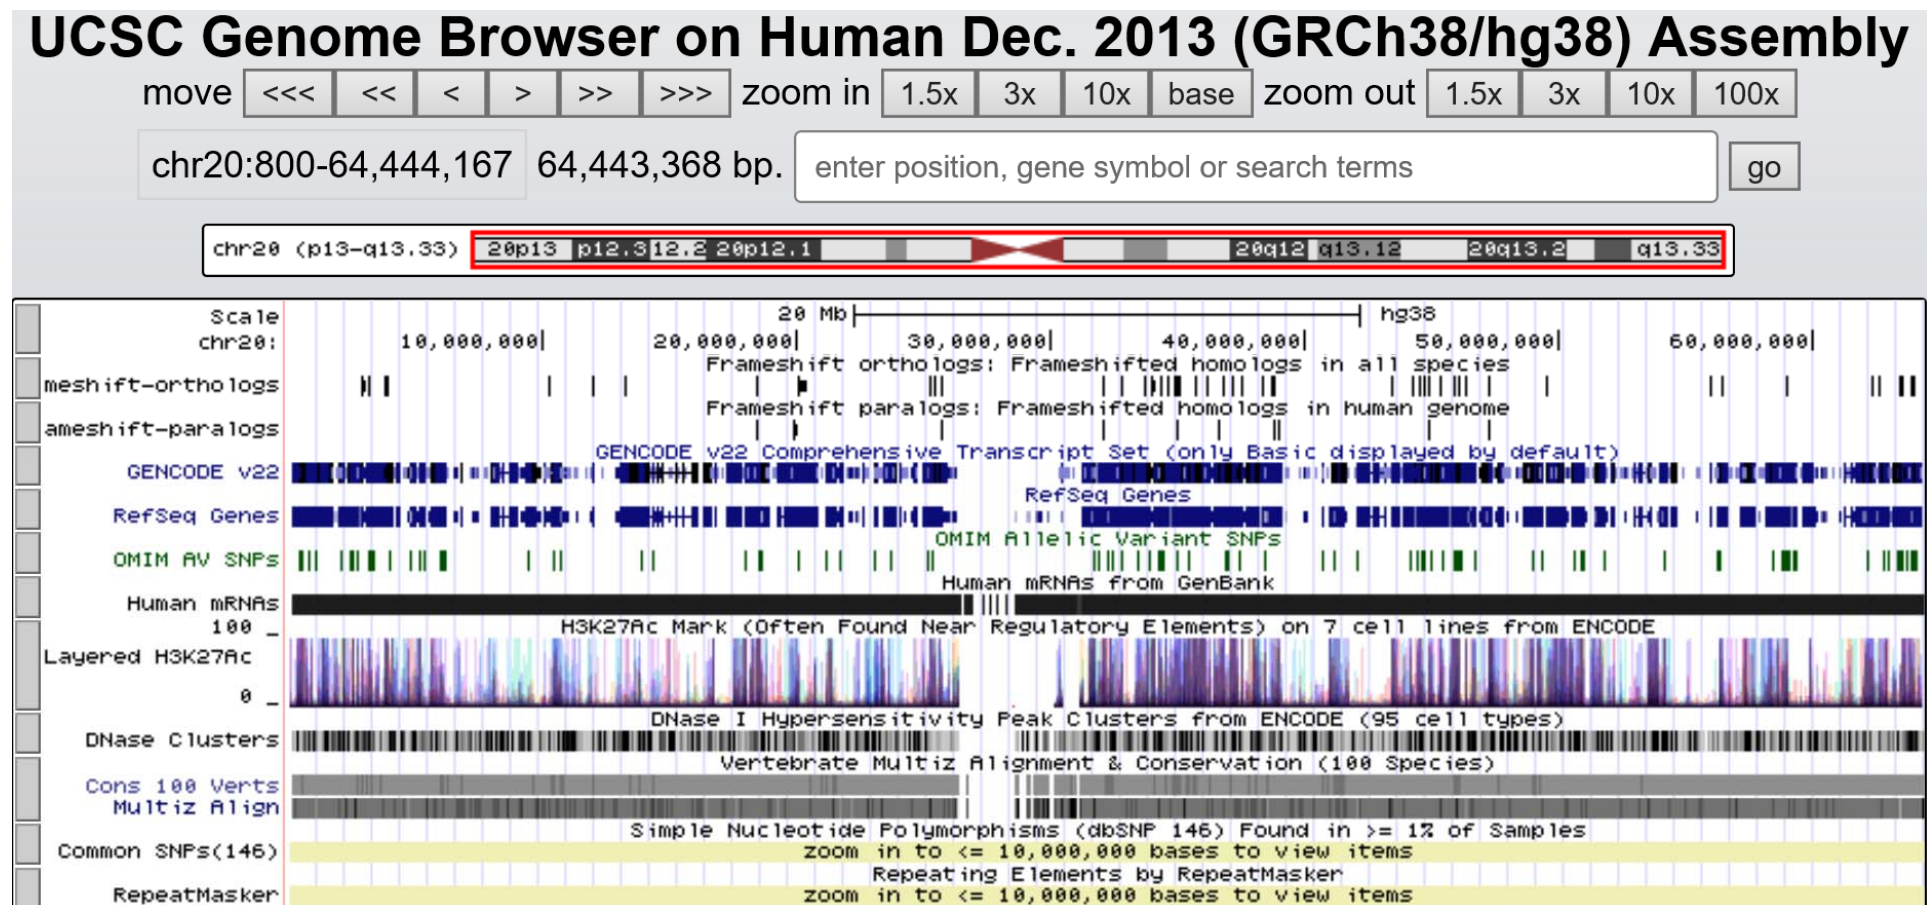 UCSC Genome Browser on Human Dec. 2013 (GRCh38/hg38) Assembly
move <<< << < > >> >>> zoom in 1.5x 3x 10x base zoom out 1.5x 3x 10x 100x
chr20:800-64,444,167 64,443,368 bp. enter position, gene symbol or search terms go
chr20 (p13-q13.33) 20p13 p12.3 12.2 20p12.1 20q12 q13.12 20q13.2 q13.33
Scale 20 Mb hg38
chr20: 10,000,000 20,000,000 30,000,000 40,000,000 50,000,000 60,000,000
Frameshift orthologs: Frameshifted homologs in all species
meshift-orthologs
Frameshift paralogs: Frameshifted homologs in human genome
ameshift-paralogs
GENCODE v22 Comprehensive Transcript Set (only Basic displayed by default)
GENCODE v22
RefSeq Genes
RefSeq Genes
OMIM Allelic Variant SNPs
OMIM AV SNPs
Human mRNAs from GenBank
Human mRNAs
100 _ H3K27Ac Mark (Often Found Near Regulatory Elements) on 7 cell lines from ENCODE
Layered H3K27Ac
0 _
DNase I Hypersensitivity Peak Clusters from ENCODE (95 cell types)
DNase Clusters
Vertebrate Multiz Alignment & Conservation (100 Species)
Cons 100 Verts
Multiz Align
Simple Nucleotide Polymorphisms (dbSNP 146) Found in >= 1% of Samples
Common SNPs(146) zoom in to <= 10,000,000 bases to view items
Repeating Elements by RepeatMasker
RepeatMasker zoom in to <= 10,000,000 bases to view items